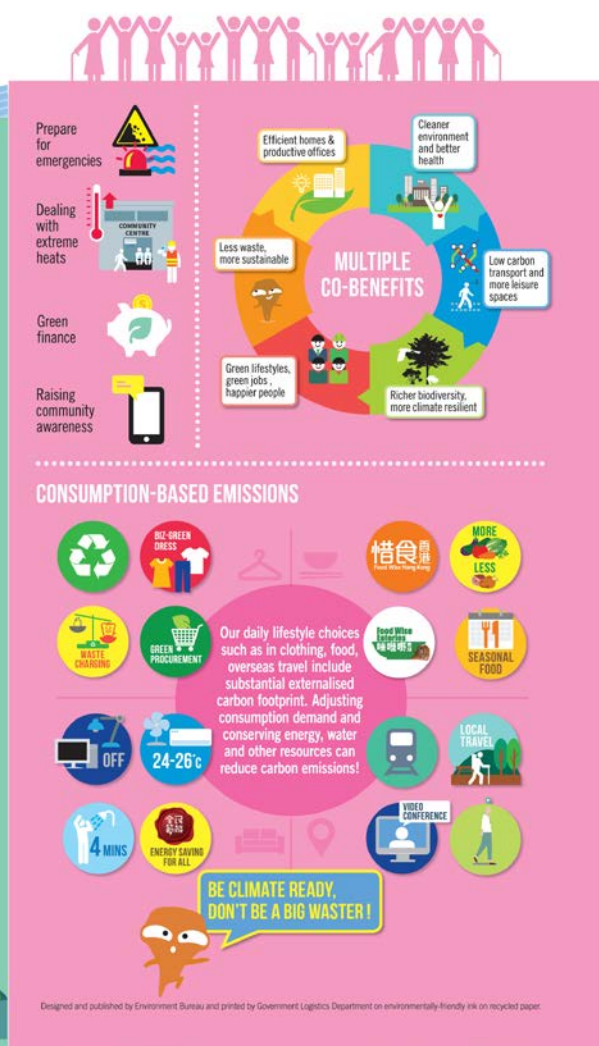 Prepare
for
emergencies
Dealing
with
extreme
heats
COMMUNITY
CENTRE
Green
finance
$
Raising
community
awareness
Efficient homes &
productive offices
Cleaner
environment
and better
health
Less waste,
more sustainable
MULTIPLE
CO-BENEFITS
Low carbon
transport and
more leisure
spaces
Green lifestyles,
green jobs ,
happier people
Richer biodiversity,
more climate resilient
CONSUMPTION-BASED EMISSIONS
BIZ-GREEN
DRESS
惜食香港
Food Wise Hong Kong
MORE
LESS
WASTE
CHARGING
GREEN
PROCUREMENT
Our daily lifestyle choices
such as in clothing, food,
overseas travel include
substantial externalised
carbon footprint. Adjusting
consumption demand and
conserving energy, water
and other resources can
reduce carbon emissions!
Food Wise
Eateries
SEASONAL
FOOD
OFF
24-26°c
LOCAL
TRAVEL
4 MINS
全民節能
ENERGY SAVING
FOR ALL
VIDEO
CONFERENCE
BE CLIMATE READY,
DON'T BE A BIG WASTER !
Designed and published by Environment Bureau and printed by Government Logistics Department on environmentally-friendly ink on recycled paper.